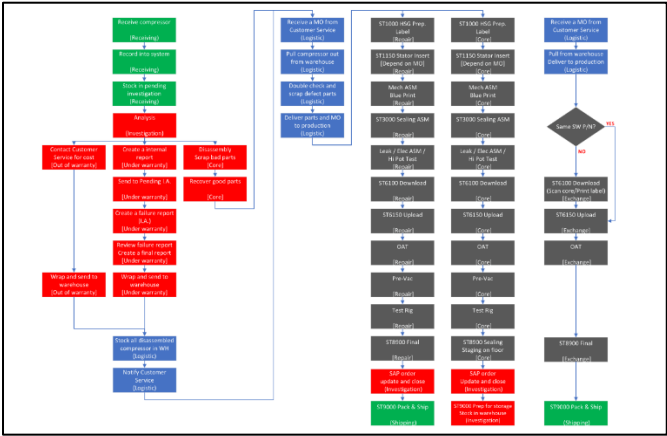 Receive compressor
(Receiving)
Record into system
(Receiving)
Stock in pending
investigation
(Receiving)
Analysis
(Investigation)
Contact Customer
Service for cost
(Out of warranty)
Create a internal
report
(Under warranty)
Disassembly
Scrap bad parts
(Core)
Send to Pending I.A.
(Under warranty)
Recover good parts
(Core)
Create a failure report
(I.A.)
(Under warranty)
Review failure report
Create a final report
(Under warranty)
Wrap and send to
warehouse
(Out of warranty)
Wrap and send to
warehouse
(Under warranty)
Stock all disassembled
compressor in WH
(Logistic)
Notify Customer
Service
(Logistic)
Receive a MO from
Customer Service
(Logistic)
Pull compressor out
from warehouse
(Logistic)
Double check and
scrap defect parts
(Logistic)
Deliver parts and MO
to production
(Logistic)
ST1000 HSG Prep.
Label
(Repair)
ST1150 Stator Insert
[Depend on MO]
(Repair)
Mech ASM
Blue Print
(Repair)
ST3000 Sealing ASM
(Repair)
Leak / Elec ASM /
Hi Pot Test
(Repair)
ST6100 Download
(Repair)
ST6150 Upload
(Repair)
OAT
(Repair)
Pre-Vac
(Repair)
Test Rig
(Repair)
ST8900 Final
(Repair)
SAP order
update and close
(Investigation)
ST9000 Pack & Ship
(Shipping)
ST1000 HSG Prep.
Label
(Core)
ST1150 Stator Insert
[Depend on MO]
(Core)
Mech ASM
Blue Print
(Core)
ST3000 Sealing ASM
(Core)
Leak / Elec ASM /
Hi Pot Test
(Core)
ST6100 Download
(Core)
ST6150 Upload
(Core)
OAT
(Core)
Pre-Vac
(Core)
Test Rig
(Core)
ST8900 Sealing
Staging on floor
(Core)
SAP order
Update and close
(Investigation)
ST9000 Prep for storage
Stock in warehouse
(Investigation)
Receive a MO from
Customer Service
(Logistic)
Pull from warehouse
Deliver to production
(Logistic)
Same SW P/N?
YES
NO
ST6100 Download
(Scan core/Print label)
(Exchange)
ST6150 Upload
(Exchange)
OAT
(Exchange)
ST8900 Final
(Exchange)
ST9000 Pack & Ship
(Shipping)